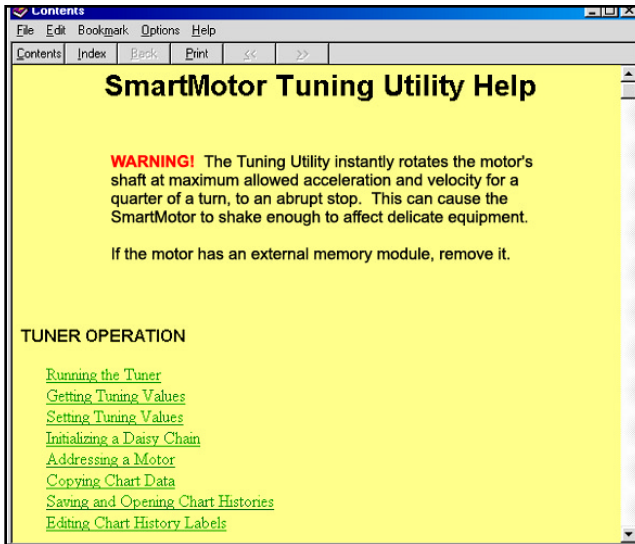 Contents
File Edit Bookmark Options Help
Contents Index Back Print << >>
SmartMotor Tuning Utility Help
WARNING! The Tuning Utility instantly rotates the motor's
shaft at maximum allowed acceleration and velocity for a
quarter of a turn, to an abrupt stop. This can cause the
SmartMotor to shake enough to affect delicate equipment.
If the motor has an external memory module, remove it.
TUNER OPERATION
Running the Tuner
Getting Tuning Values
Setting Tuning Values
Initializing a Daisy Chain
Addressing a Motor
Copying Chart Data
Saving and Opening Chart Histories
Editing Chart History Labels